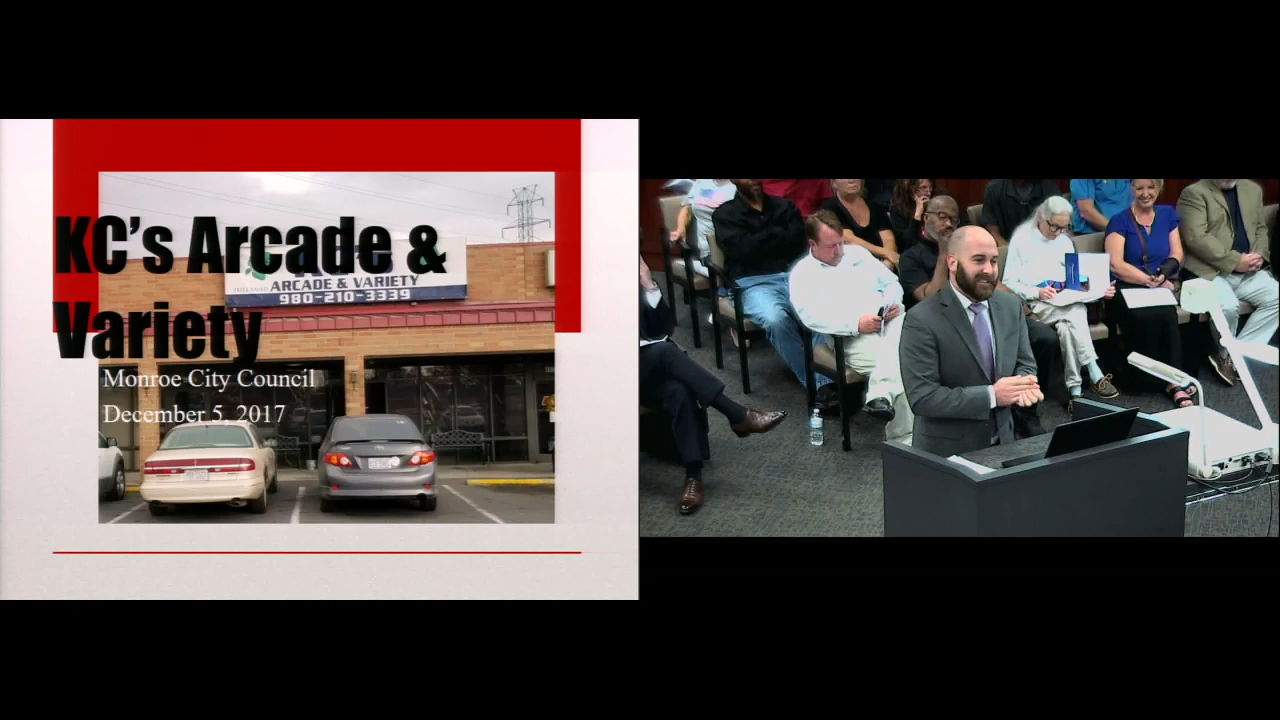 KC's Arcade &
Variety
ARCADE & VARIETY
980-210-3339
Monroe City Council
December 5, 2017